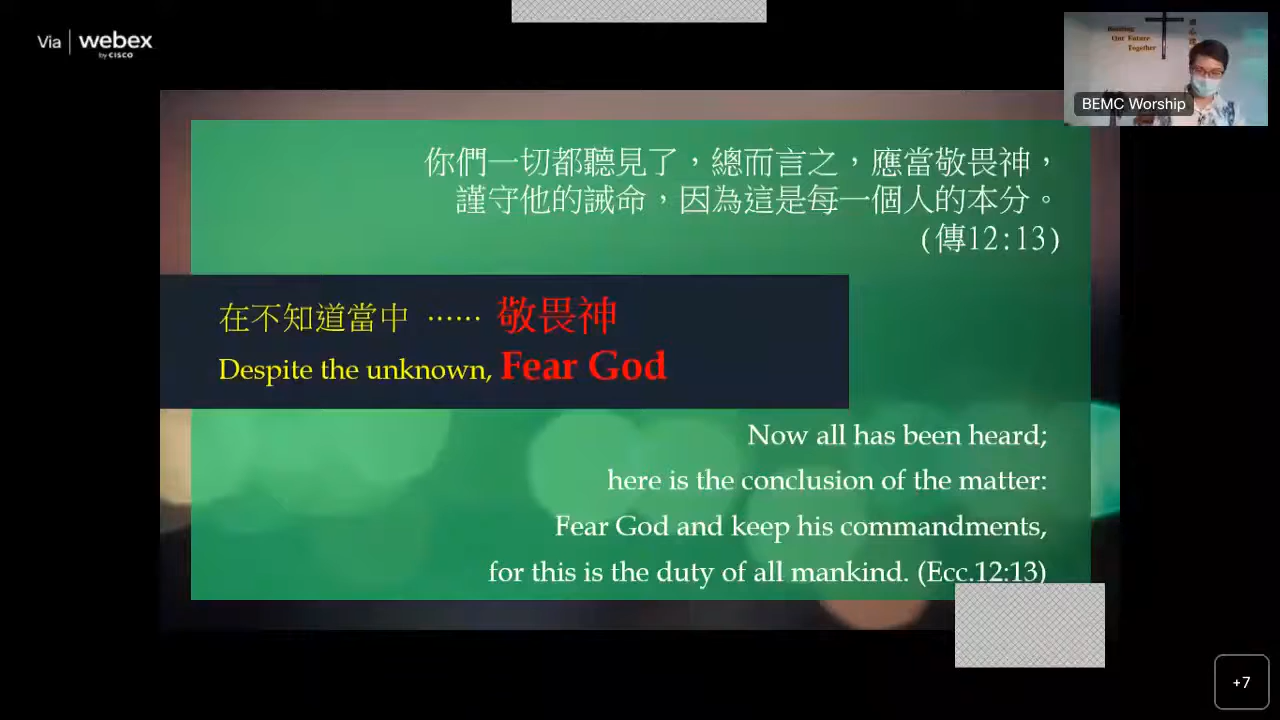 Via webex
by CISCO
Our Future
Together
BEMC Worship
你們一切都聽見了，總而言之，應當敬畏神，
謹守他的誡命，因為這是每一個人的本分。
(傳12:13)
在不知道當中 …… 敬畏神
Despite the unknown, Fear God
Now all has been heard;
here is the conclusion of the matter:
Fear God and keep his commandments,
for this is the duty of all mankind. (Ecc.12:13)
+7